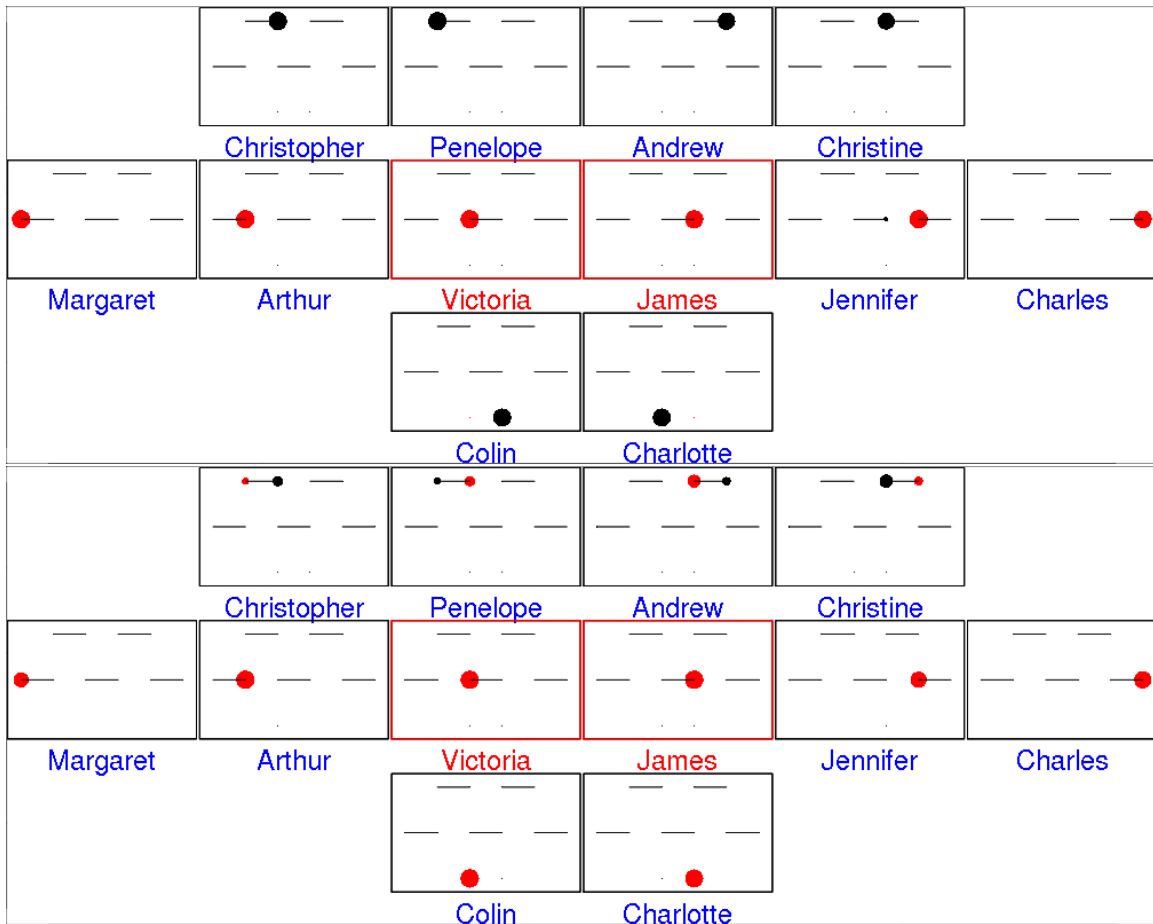 Christopher Penelope Andrew Christine
Margaret Arthur Victoria James Jennifer Charles
Colin Charlotte
Christopher Penelope Andrew Christine
Margaret Arthur Victoria James Jennifer Charles
Colin Charlotte